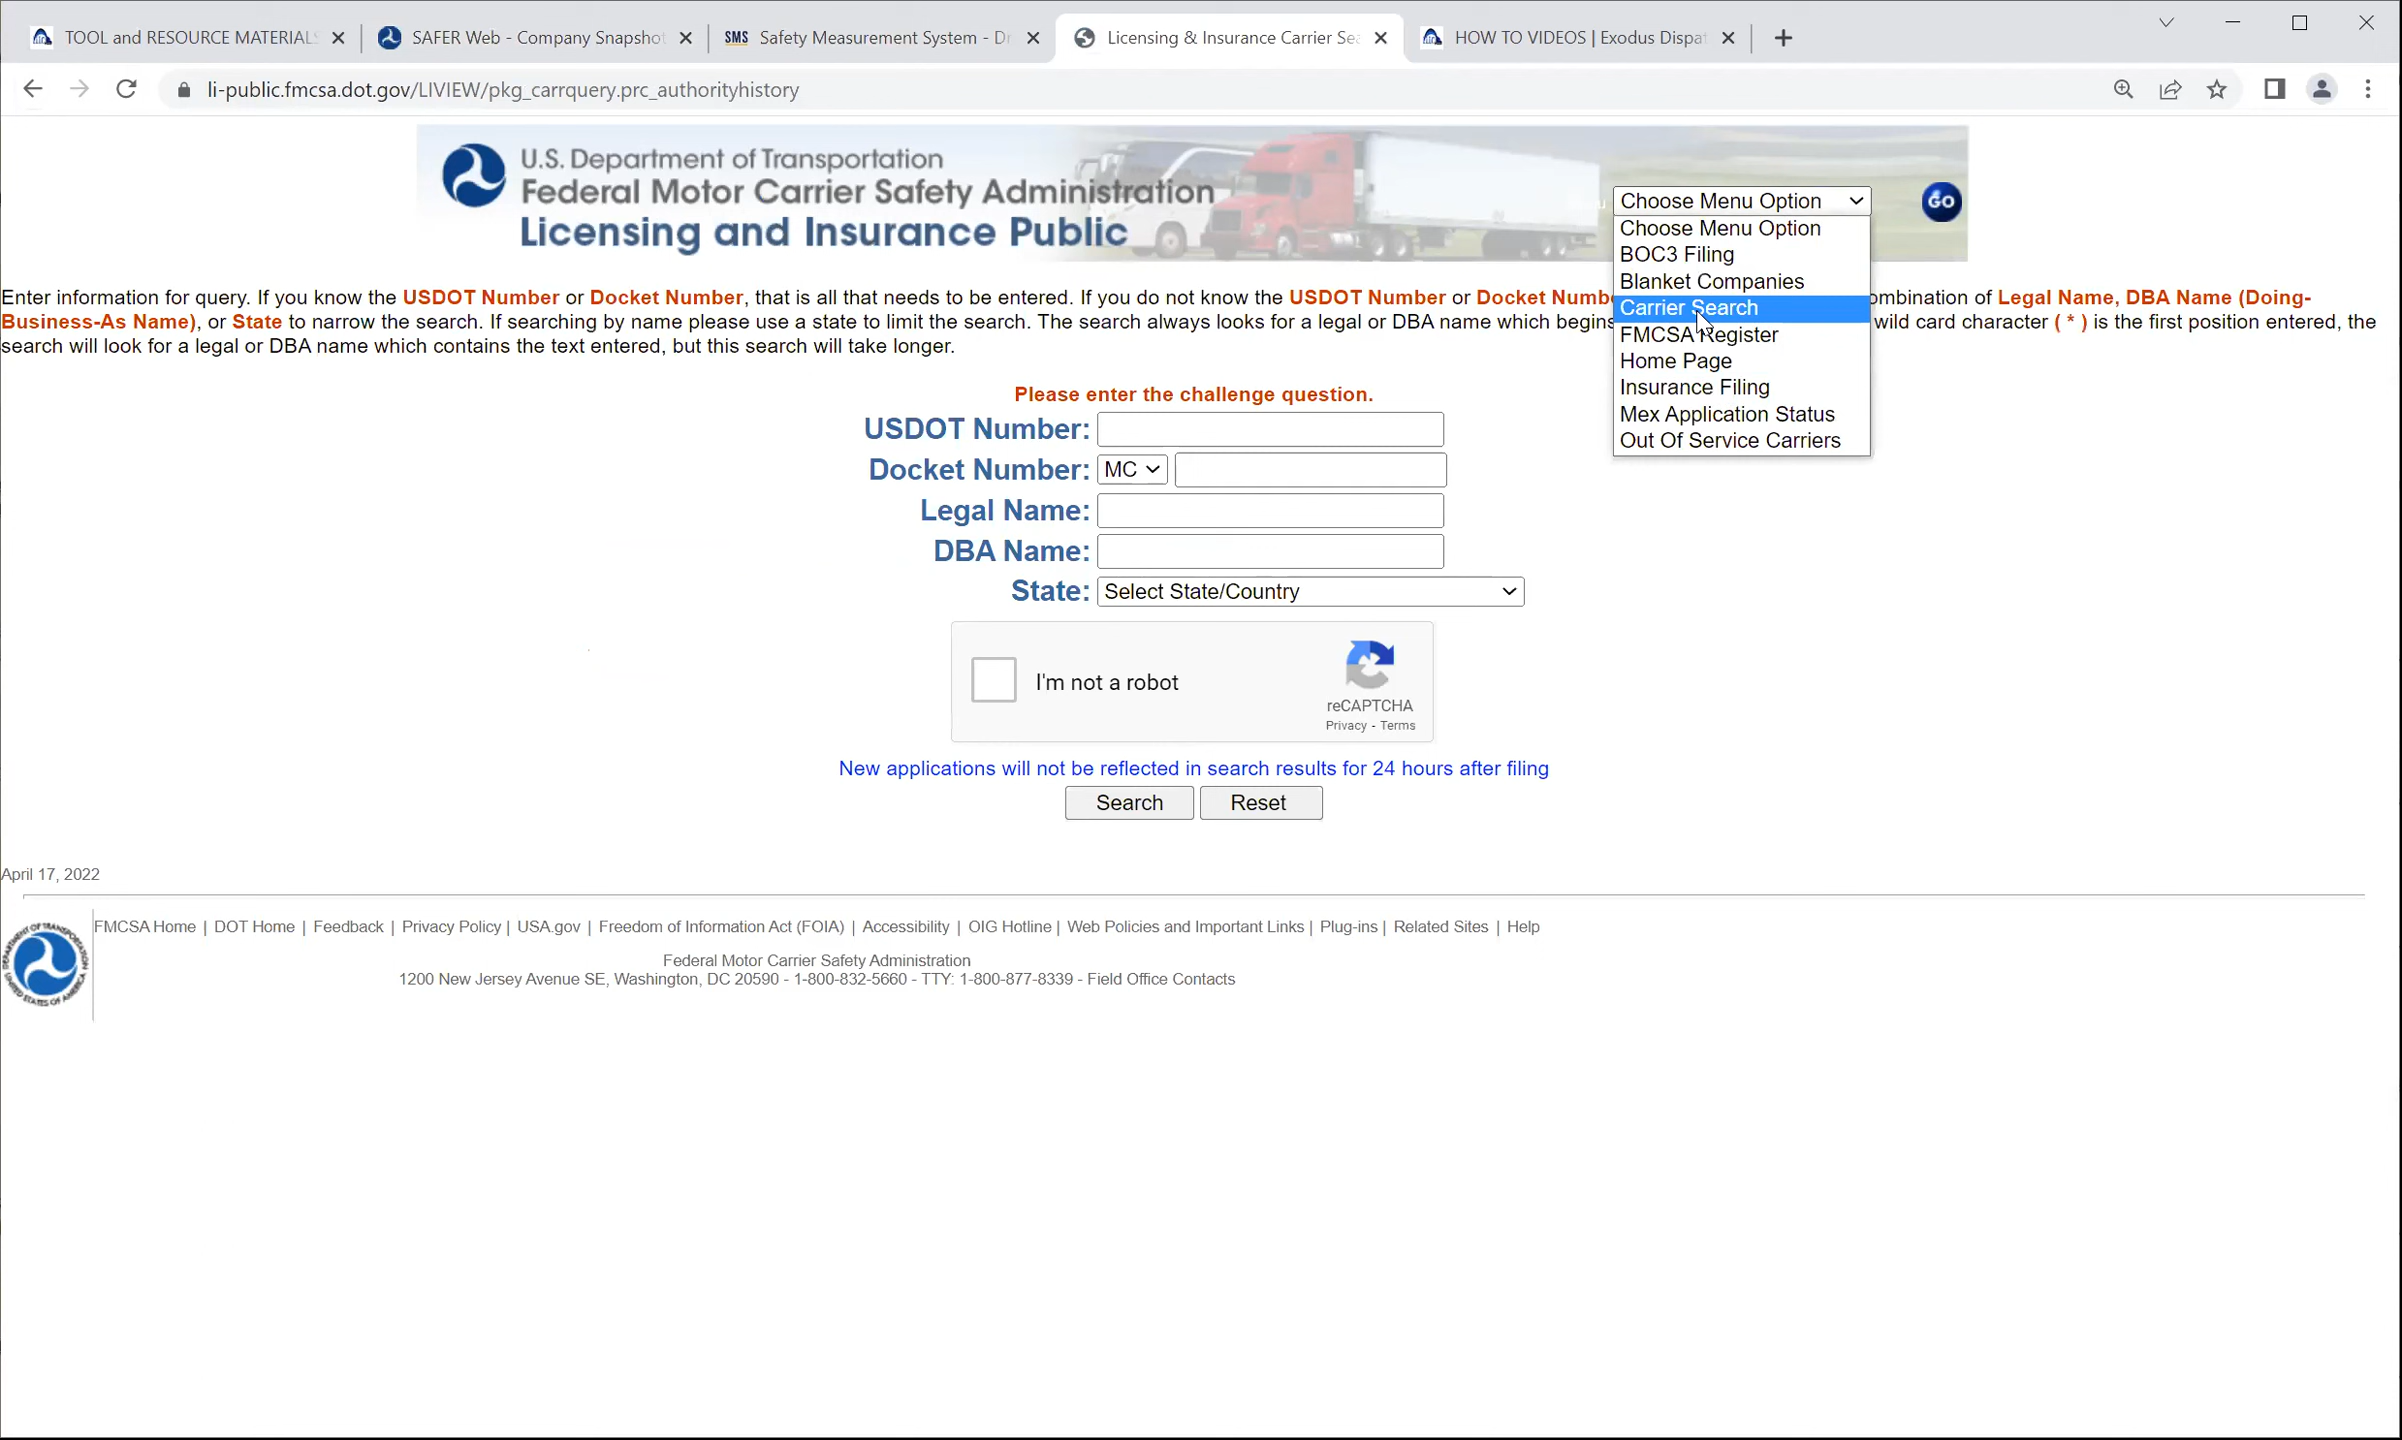 TOOL and RESOURCE MATERIALS
SAFER Web - Company Snapshot
SMS Safety Measurement System - Dr
Licensing & Insurance Carrier Sea
HOW TO VIDEOS | Exodus Dispat
li-public.fmcsa.dot.gov/LIVIEW/pkg_carrquery.prc_authorityhistory
U.S. Department of Transportation
Federal Motor Carrier Safety Administration
Licensing and Insurance Public
Choose Menu Option
GO
Choose Menu Option
BOC3 Filing
Blanket Companies
Carrier Search
FMCSA Register
Home Page
Insurance Filing
Mex Application Status
Out Of Service Carriers
Enter information for query. If you know the USDOT Number or Docket Number, that is all that needs to be entered. If you do not know the USDOT Number or Docket Numbe ombination of Legal Name, DBA Name (Doing-
Business-As Name), or State to narrow the search. If searching by name please use a state to limit the search. The search always looks for a legal or DBA name which begins wild card character ( * ) is the first position entered, the
search will look for a legal or DBA name which contains the text entered, but this search will take longer.
Please enter the challenge question.
USDOT Number:
Docket Number: MC
Legal Name:
DBA Name:
State: Select State/Country
I'm not a robot
reCAPTCHA
Privacy - Terms
New applications will not be reflected in search results for 24 hours after filing
Search Reset
April 17, 2022
FMCSA Home | DOT Home | Feedback | Privacy Policy | USA.gov | Freedom of Information Act (FOIA) | Accessibility | OIG Hotline | Web Policies and Important Links | Plug-ins | Related Sites | Help
Federal Motor Carrier Safety Administration
1200 New Jersey Avenue SE, Washington, DC 20590 - 1-800-832-5660 - TTY: 1-800-877-8339 - Field Office Contacts